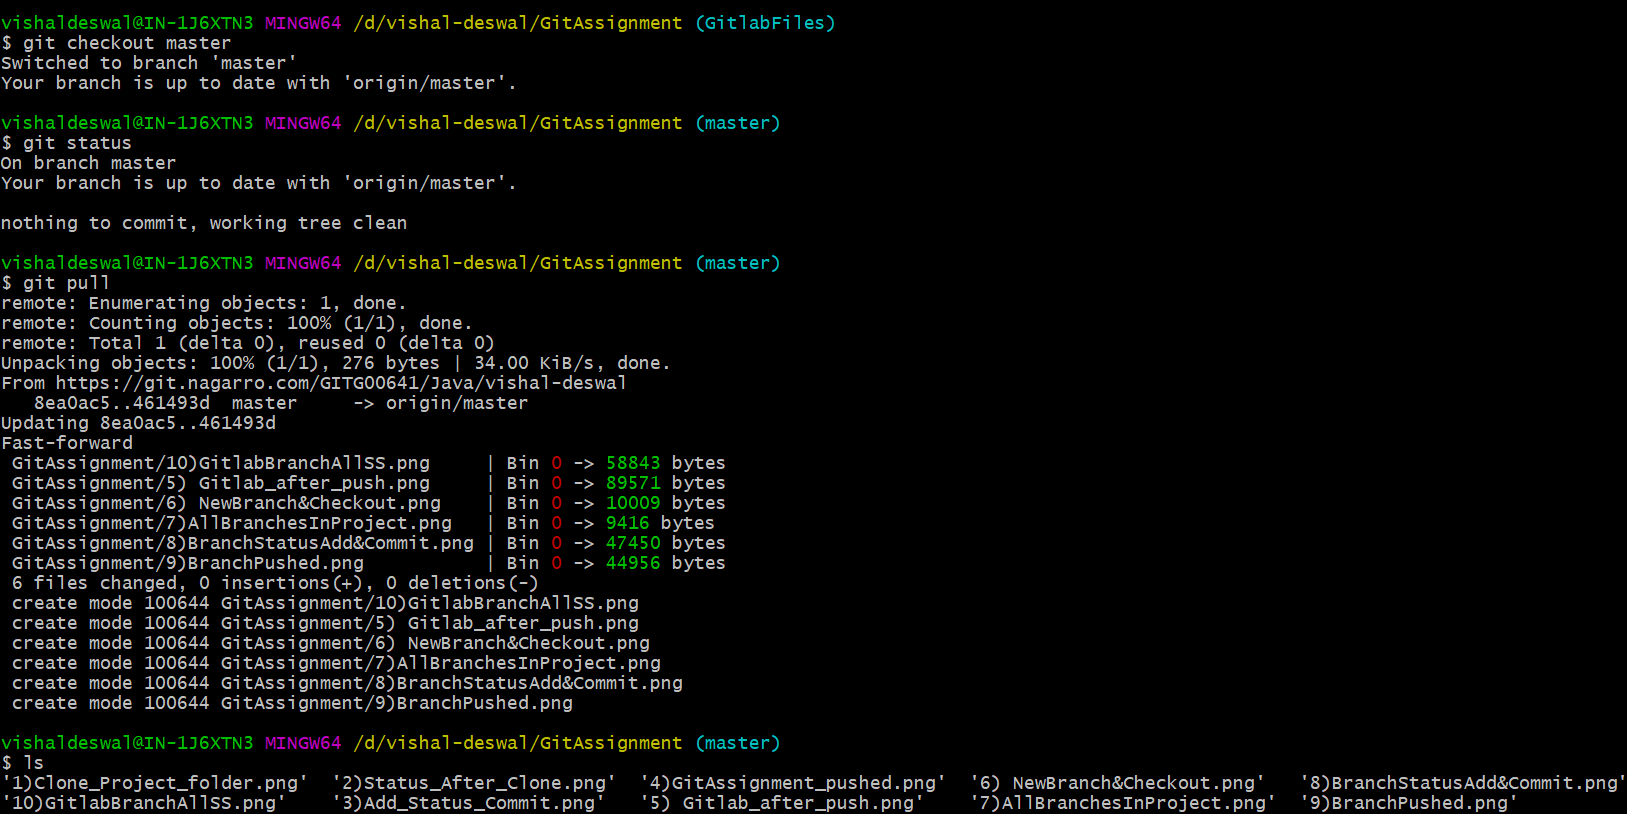 vishaldeswal@IN-1J6XTN3 MINGW64 /d/vishal-deswal/GitAssignment (GitlabFiles)
$ git checkout master
Switched to branch 'master'
Your branch is up to date with 'origin/master'.
vishaldeswal@IN-1J6XTN3 MINGW64 /d/vishal-deswal/GitAssignment (master)
$ git status
On branch master
Your branch is up to date with 'origin/master'.
nothing to commit, working tree clean
vishaldeswal@IN-1J6XTN3 MINGW64 /d/vishal-deswal/GitAssignment (master)
$ git pull
remote: Enumerating objects: 1, done.
remote: Counting objects: 100% (1/1), done.
remote: Total 1 (delta 0), reused 0 (delta 0)
Unpacking objects: 100% (1/1), 276 bytes | 34.00 KiB/s, done.
From https://git.nagarro.com/GITG00641/Java/vishal-deswal
   8ea0ac5..461493d  master     -> origin/master
Updating 8ea0ac5..461493d
Fast-forward
 GitAssignment/10)GitlabBranchAllSS.png     | Bin 0 -> 58843 bytes
 GitAssignment/5) Gitlab_after_push.png     | Bin 0 -> 89571 bytes
 GitAssignment/6) NewBranch&Checkout.png    | Bin 0 -> 10009 bytes
 GitAssignment/7)AllBranchesInProject.png   | Bin 0 -> 9416 bytes
 GitAssignment/8)BranchStatusAdd&Commit.png | Bin 0 -> 47450 bytes
 GitAssignment/9)BranchPushed.png           | Bin 0 -> 44956 bytes
 6 files changed, 0 insertions(+), 0 deletions(-)
 create mode 100644 GitAssignment/10)GitlabBranchAllSS.png
 create mode 100644 GitAssignment/5) Gitlab_after_push.png
 create mode 100644 GitAssignment/6) NewBranch&Checkout.png
 create mode 100644 GitAssignment/7)AllBranchesInProject.png
 create mode 100644 GitAssignment/8)BranchStatusAdd&Commit.png
 create mode 100644 GitAssignment/9)BranchPushed.png
vishaldeswal@IN-1J6XTN3 MINGW64 /d/vishal-deswal/GitAssignment (master)
$ ls
'1)Clone_Project_folder.png'  '2)Status_After_Clone.png'  '4)GitAssignment_pushed.png'  '6) NewBranch&Checkout.png'   '8)BranchStatusAdd&Commit.png'
'10)GitlabBranchAllSS.png'    '3)Add_Status_Commit.png'   '5) Gitlab_after_push.png'    '7)AllBranchesInProject.png'  '9)BranchPushed.png'